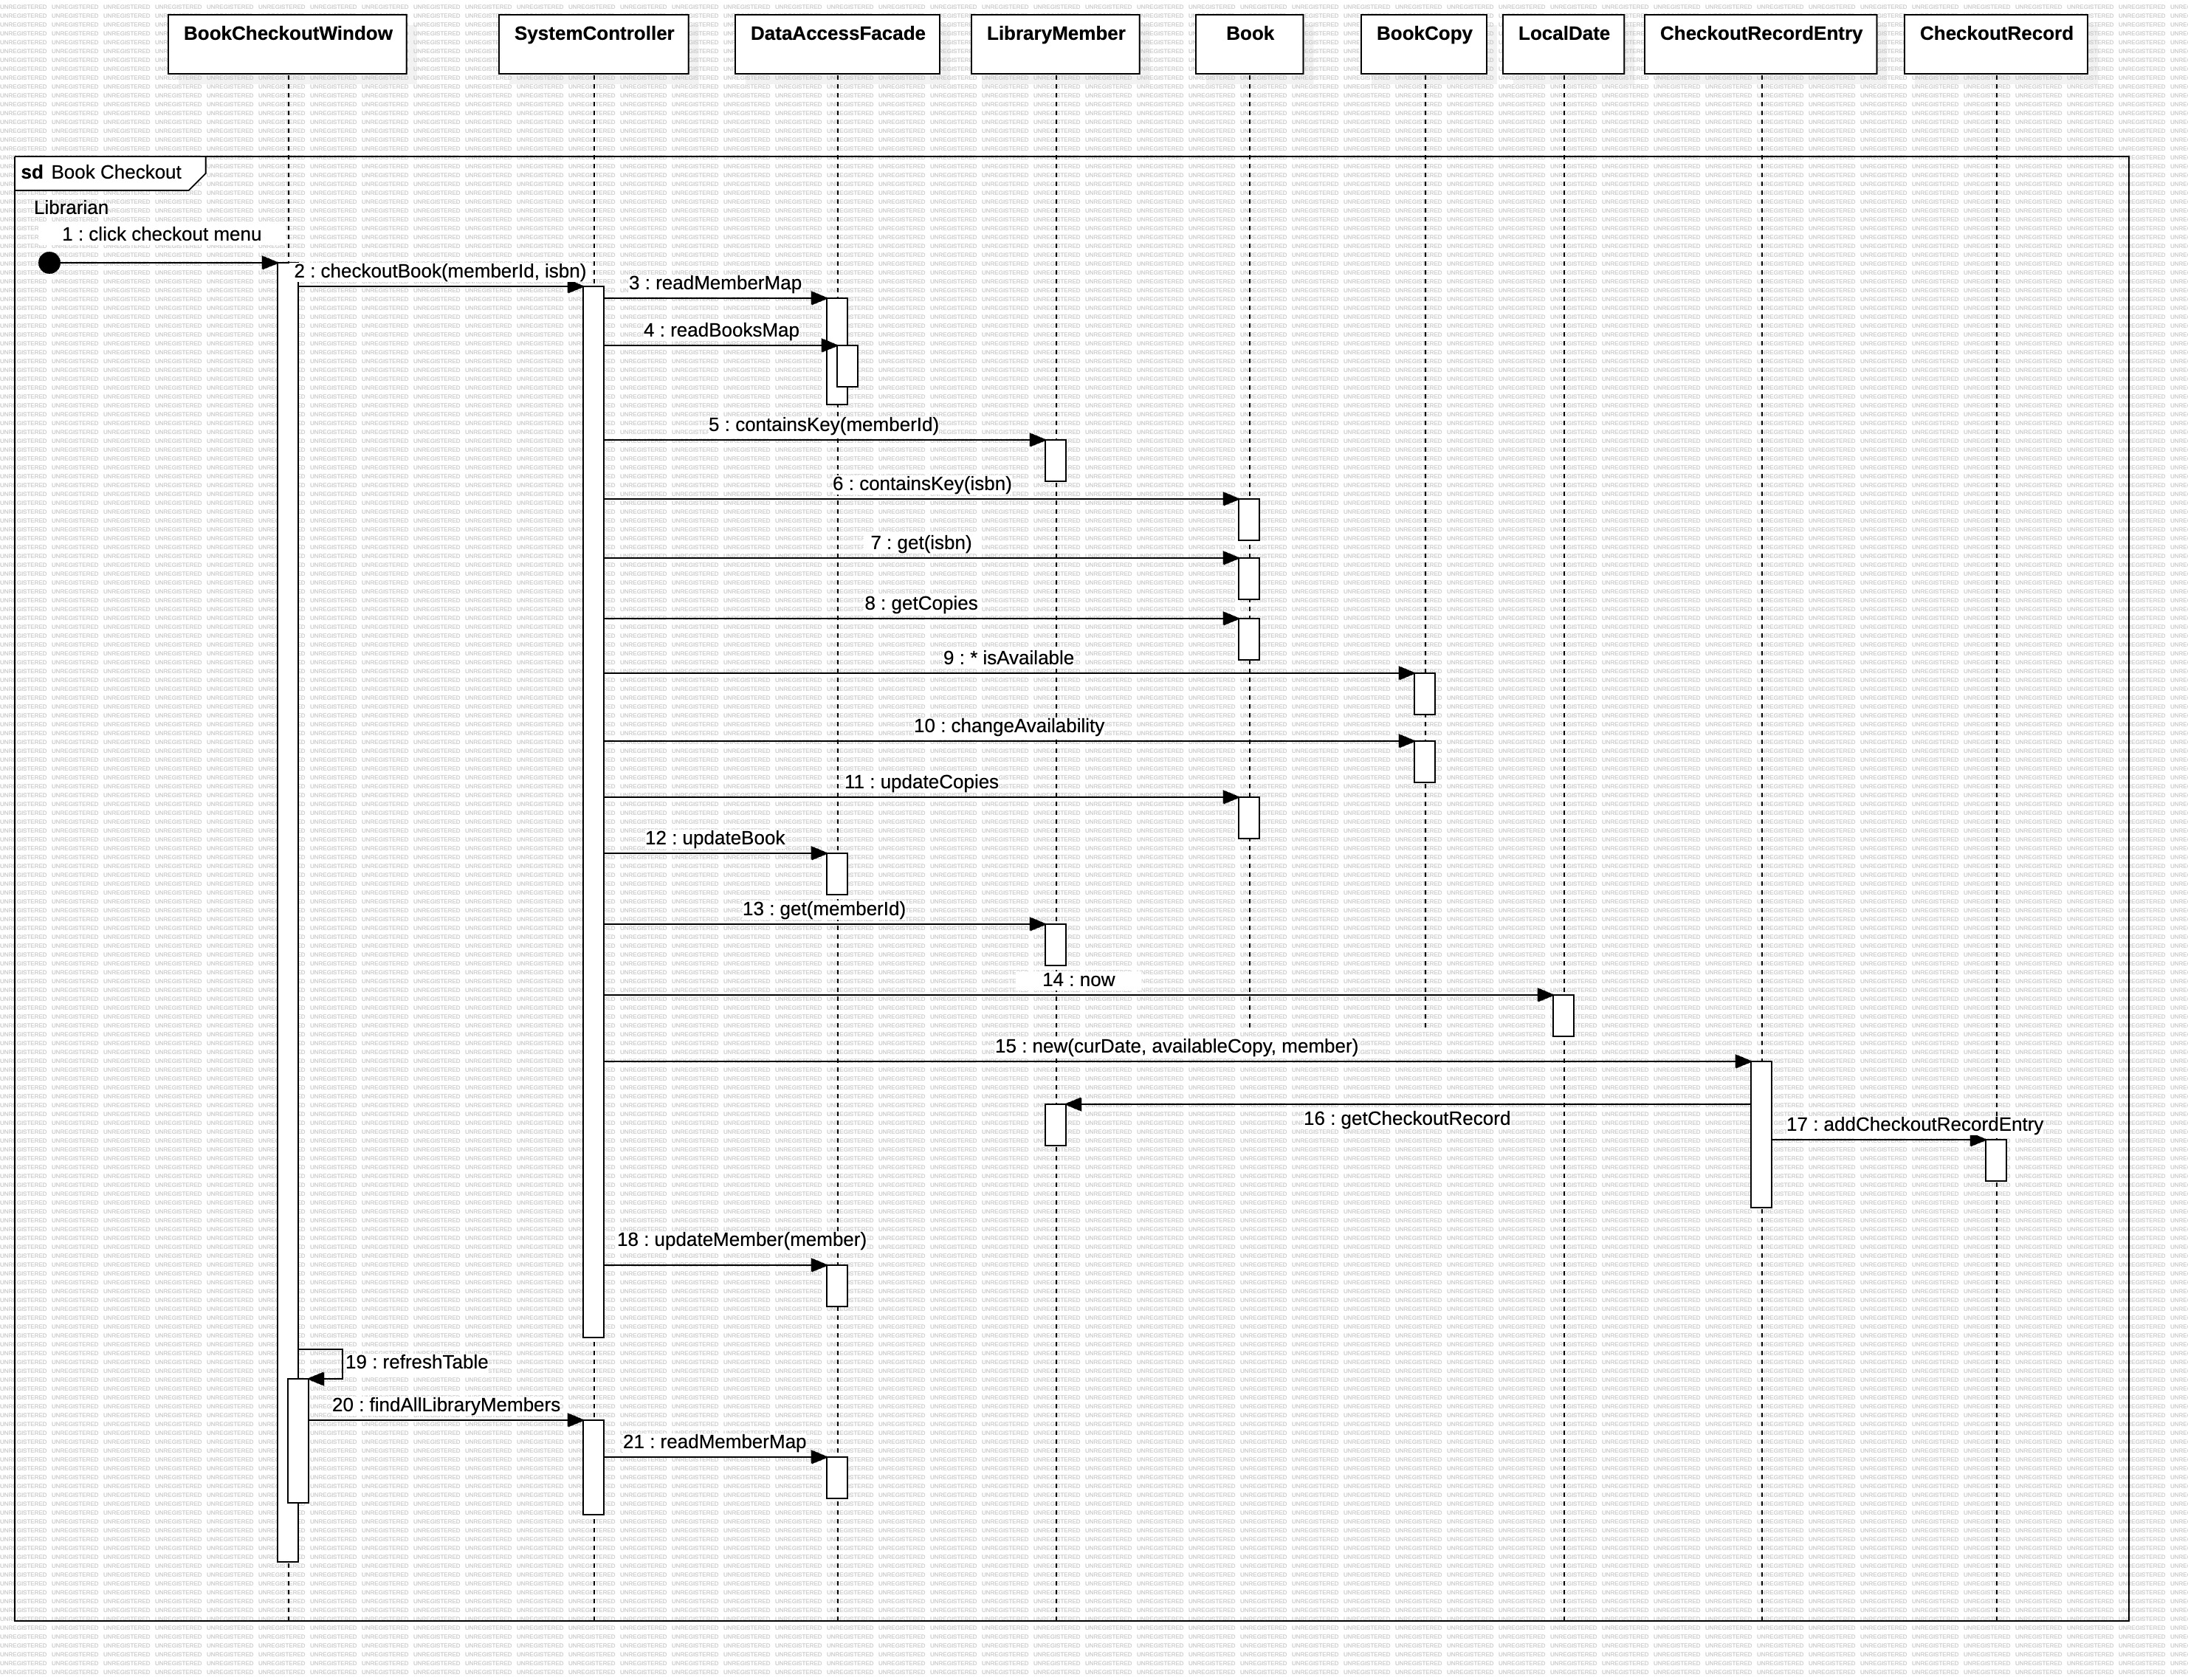 BookCheckoutWindow
SystemController
DataAccessFacade
LibraryMember
Book
BookCopy
LocalDate
CheckoutRecordEntry
CheckoutRecord
sd Book Checkout
Librarian
1 : click checkout menu
2 : checkoutBook(memberId, isbn)
3 : readMemberMap
4 : readBooksMap
5 : containsKey(memberId)
6 : containsKey(isbn)
7 : get(isbn)
8 : getCopies
9 : * isAvailable
10 : changeAvailability
11 : updateCopies
12 : updateBook
13 : get(memberId)
14 : now
15 : new(curDate, availableCopy, member)
16 : getCheckoutRecord
17 : addCheckoutRecordEntry
18 : updateMember(member)
19 : refreshTable
20 : findAllLibraryMembers
21 : readMemberMap
UNREGISTERED